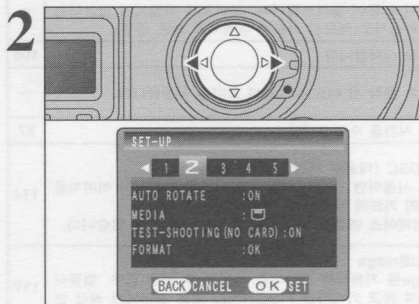 2
SET-UP
1 2 3 4 5
AUTO ROTATE :ON
MEDIA :
TEST-SHOOTING (NO CARD) :ON
FORMAT :OK
BACK CANCEL OK SET